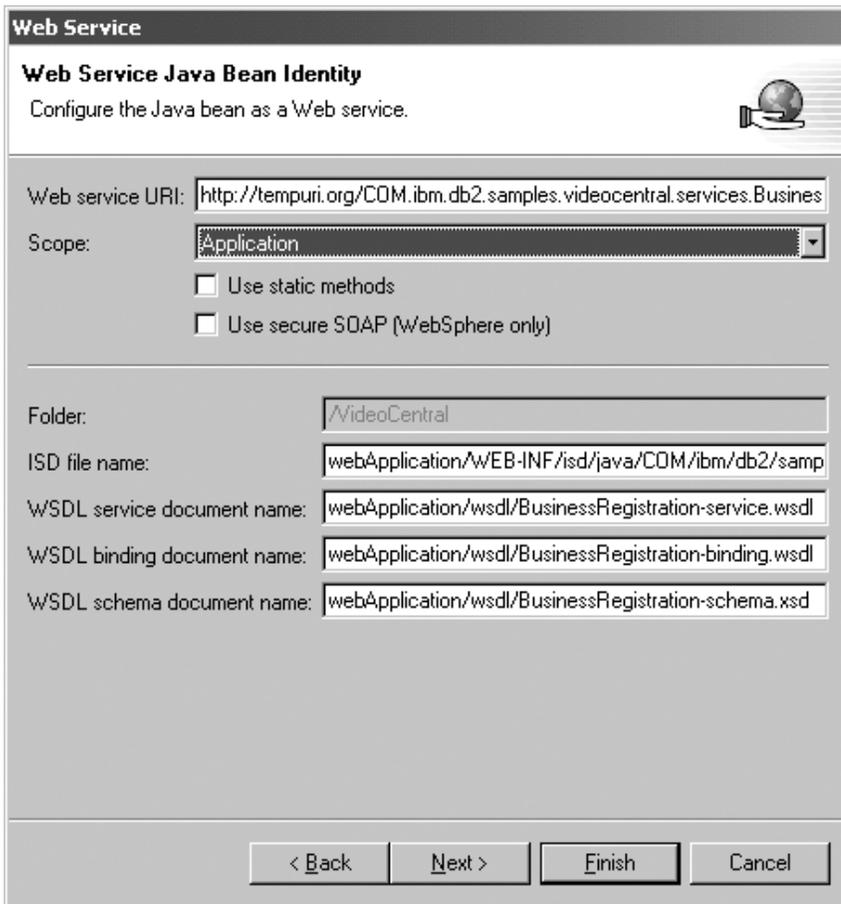 Web Service
Web Service Java Bean Identity
Configure the Java bean as a Web service.
Web service URI: http://tempuri.org/COM.ibm.db2.samples.videocentral.services.Busines
Scope: Application
Use static methods
Use secure SOAP (WebSphere only)
Folder: /VideoCentral
ISD file name: webApplication/WEB-INF/isd/java/COM/ibm/db2/samp
WSDL service document name: webApplication/wsdl/BusinessRegistration-service.wsdl
WSDL binding document name: webApplication/wsdl/BusinessRegistration-binding.wsdl
WSDL schema document name: webApplication/wsdl/BusinessRegistration-schema.xsd
< Back Next > Finish Cancel